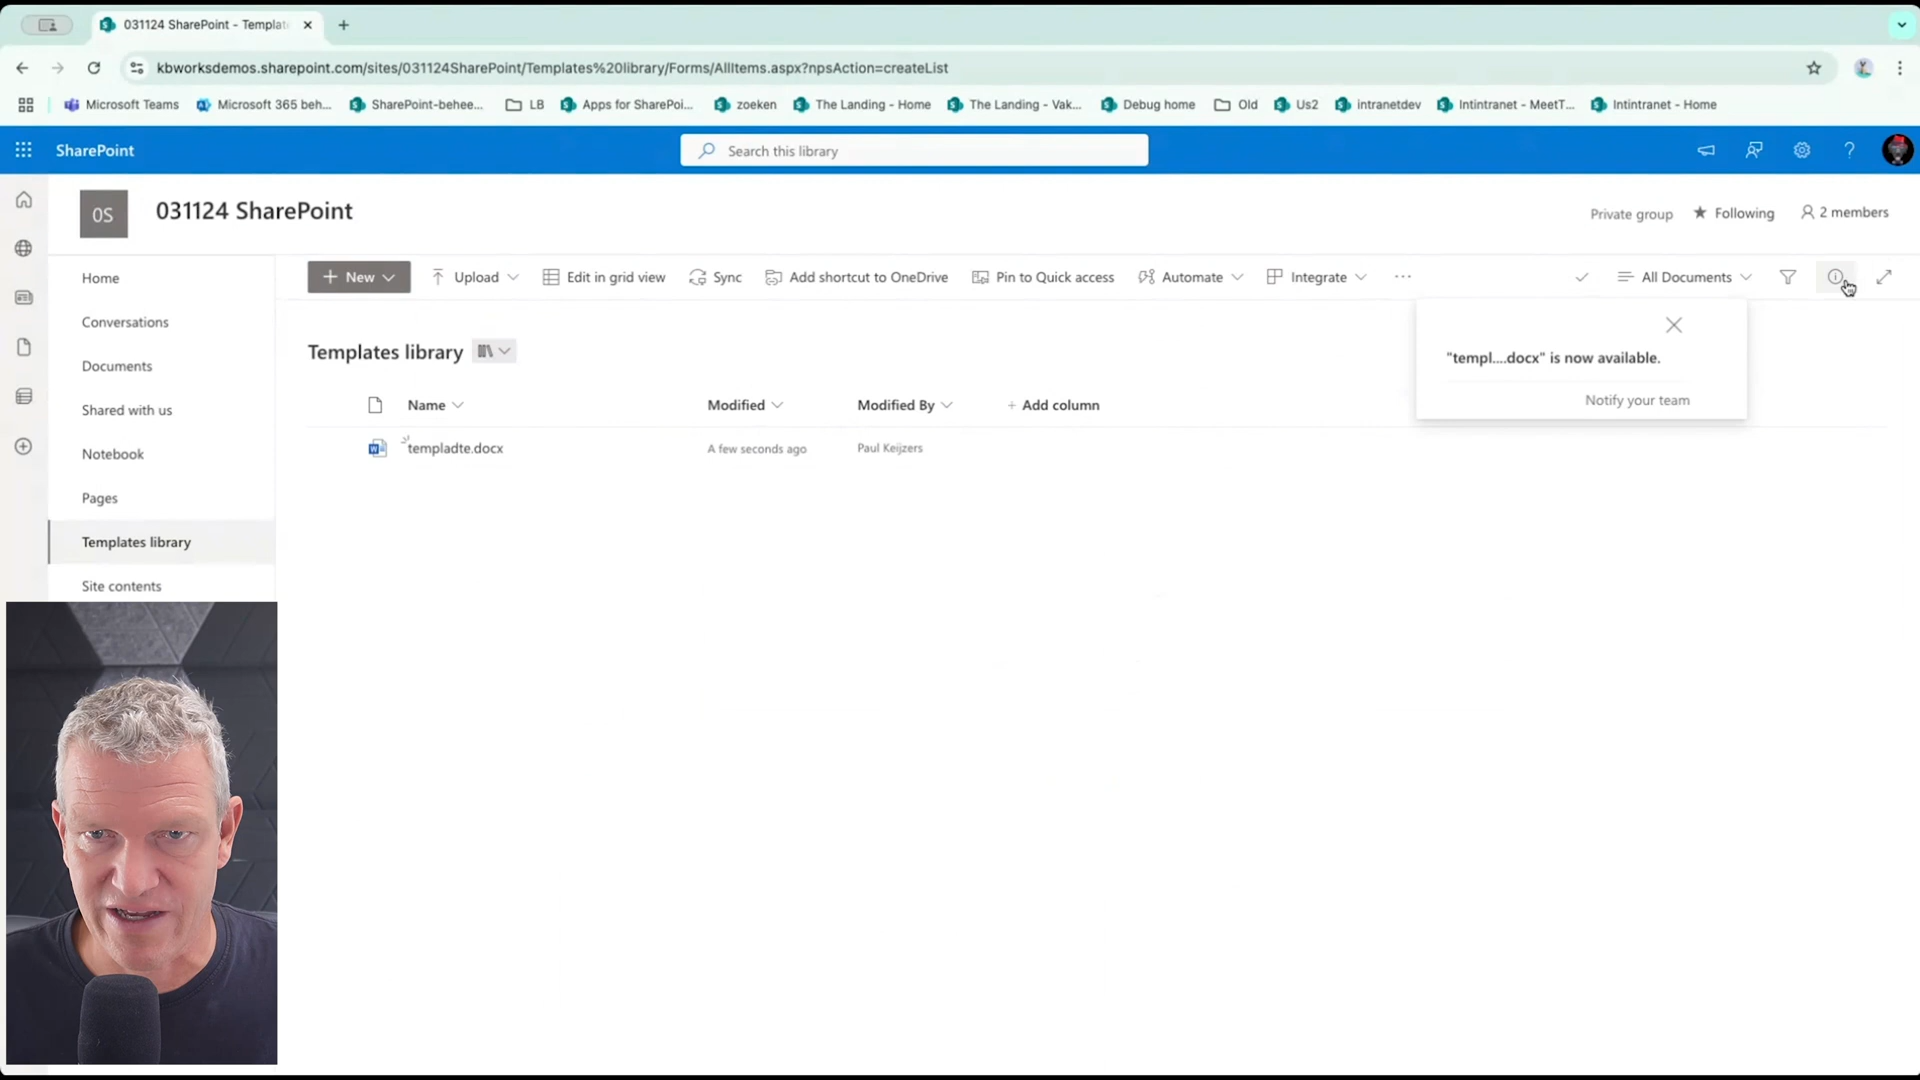 031124 SharePoint - Templat
kbworksdemos.sharepoint.com/sites/031124SharePoint/Templates%20library/Forms/AllItems.aspx?npsAction=createList
Microsoft Teams
Microsoft 365 beh...
SharePoint-behee...
LB
Apps for SharePoi...
zoeken
The Landing - Home
The Landing - Vak...
Debug home
Old
Us2
intranetdev
Intintranet - MeetT...
Intintranet - Home
SharePoint
Search this library
0S
031124 SharePoint
Private group
Following
2 members
Home
Conversations
Documents
Shared with us
Notebook
Pages
Templates library
Site contents
+ New
Upload
Edit in grid view
Sync
Add shortcut to OneDrive
Pin to Quick access
Automate
Integrate
...
All Documents
"templ....docx" is now available.
Notify your team
Templates library
Name
Modified
Modified By
+ Add column
templadte.docx
A few seconds ago
Paul Keijzers